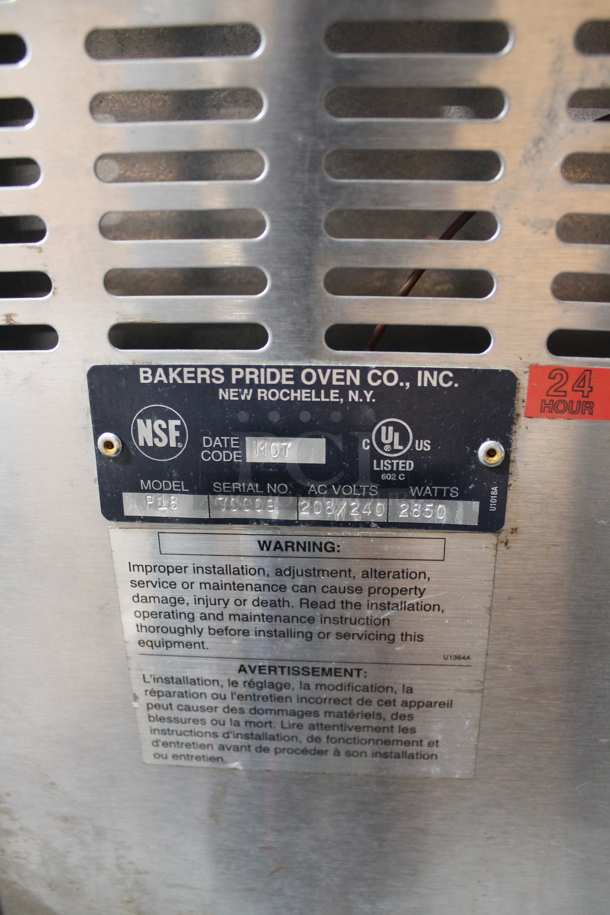 BAKERS PRIDE OVEN CO., INC.
NEW ROCHELLE, N.Y.
24
HOUR
NSF
DATE
CODE
C UL US
LISTED
602 C
MODEL SERIAL NO. AC VOLTS WATTS
P18 208/240 2850
U1018A
WARNING:
Improper installation, adjustment, alteration,
service or maintenance can cause property
damage, injury or death. Read the installation,
operating and maintenance instruction
thoroughly before installing or servicing this
equipment.
U1364A
AVERTISSEMENT:
L'installation, le réglage, la modification, la
réparation ou l'entretien incorrect de cet appareil
peut causer des dommages matériels, des
blessures ou la mort. Lire attentivement les
instructions d'installation, de fonctionnement et
d'entretien avant de procéder à son installation
ou entretien.